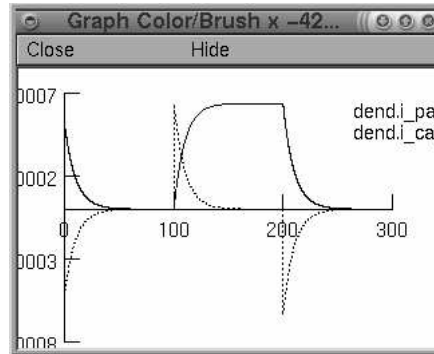 Graph Color/Brush x -42...
Close Hide
0007
dend.i_pa
dend.i_ca
0002
0 100 200 300
0003
0008